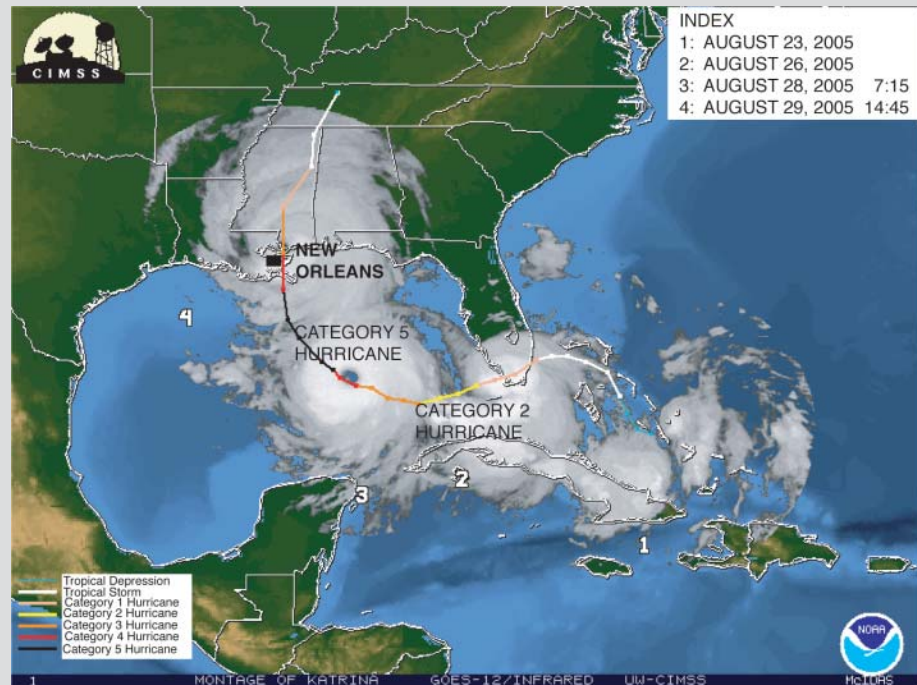 CIMSS
INDEX
1: AUGUST 23, 2005
2: AUGUST 26, 2005
3: AUGUST 28, 2005 7:15
4: AUGUST 29, 2005 14:45
NEW
ORLEANS
4
CATEGORY 5
HURRICANE
CATEGORY 2
HURRICANE
3
2
1
Tropical Depression
Tropical Storm
Category 1 Hurricane
Category 2 Hurricane
Category 3 Hurricane
Category 4 Hurricane
Category 5 Hurricane
NOAA
1 MONTAGE OF KATRINA GOES-12/INFRARED UW-CIMSS McIDAS